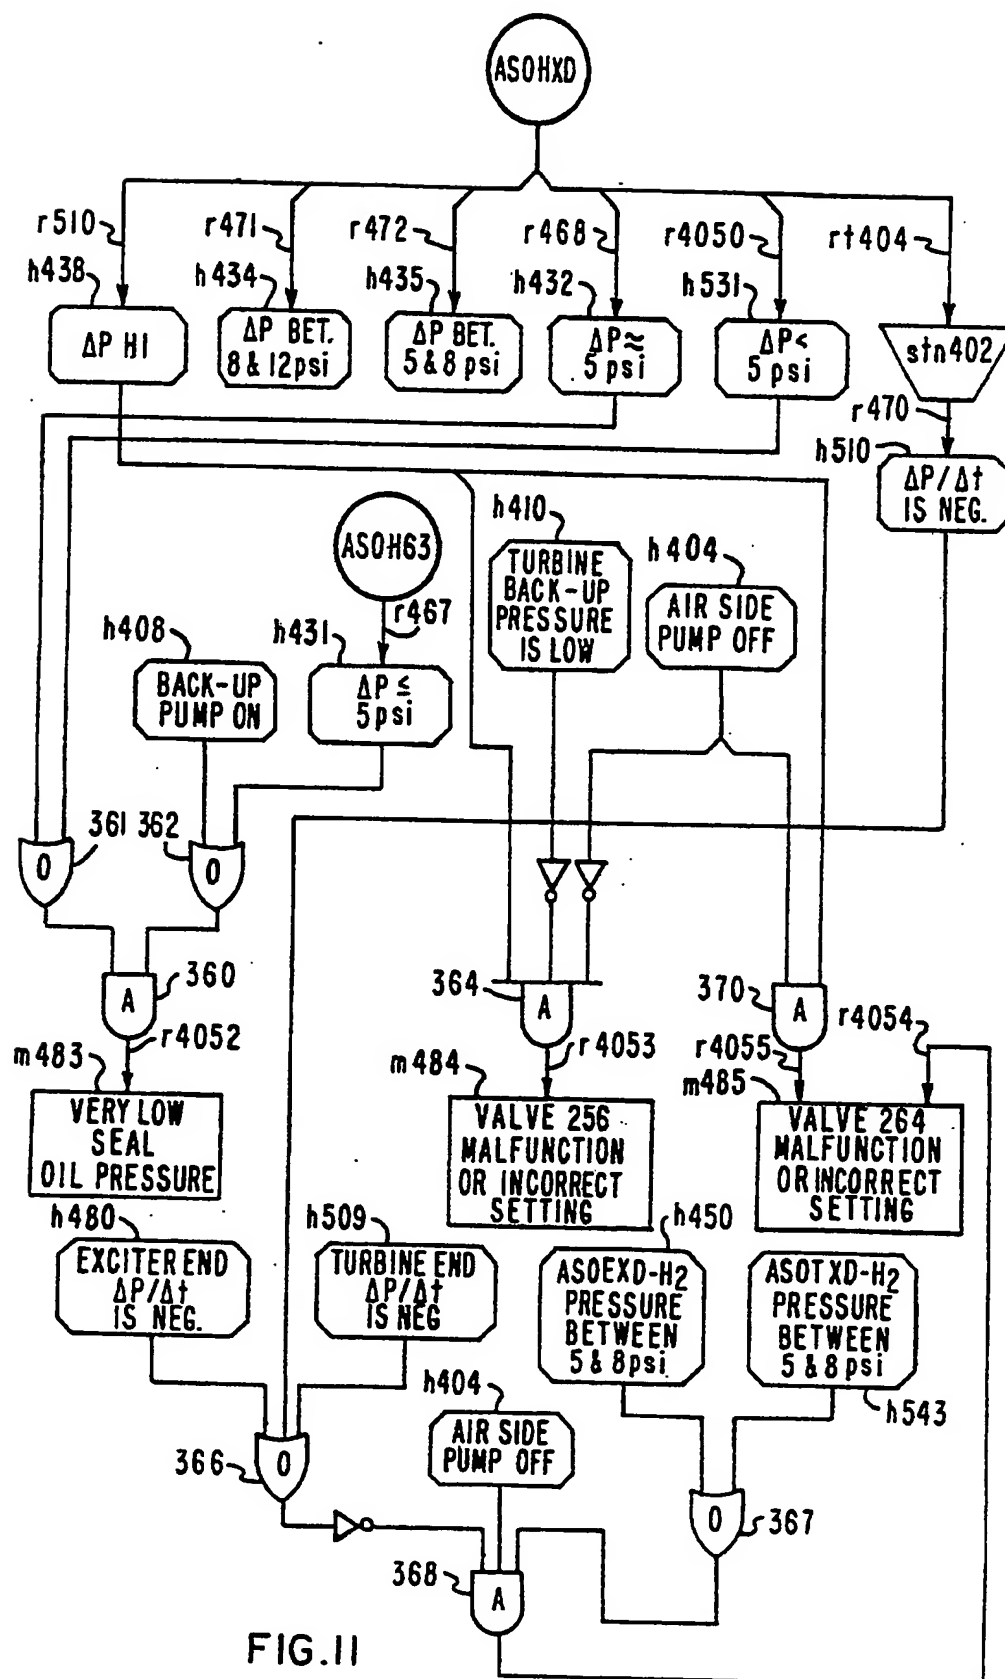 ASOHXD
r510
r471
r472
r468
r4050
rt404
h438
h434
h435
h432
h531
ΔP HI
ΔP BET.
8 & 12psi
ΔP BET.
5 & 8 psi
ΔP ≈
5 psi
ΔP <
5 psi
stn402
r470
h510
ΔP/Δt
IS NEG.
ASOH63
r467
h410
TURBINE
BACK-UP
PRESSURE
IS LOW
h404
AIR SIDE
PUMP OFF
h408
BACK-UP
PUMP ON
h431
ΔP ≤
5 psi
361
362
O
O
360
A
r4052
364
A
r4053
370
A
r4055
r4054
m483
VERY LOW
SEAL
OIL PRESSURE
m484
VALVE 256
MALFUNCTION
OR INCORRECT
SETTING
m485
VALVE 264
MALFUNCTION
OR INCORRECT
SETTING
h480
EXCITER END
ΔP/Δt
IS NEG.
h509
TURBINE END
ΔP/Δt
IS NEG
h450
ASOEXD-H2
PRESSURE
BETWEEN
5 & 8psi
ASOTXD-H2
PRESSURE
BETWEEN
5 & 8psi
h543
h404
AIR SIDE
PUMP OFF
366
O
O
367
368
A
FIG.11